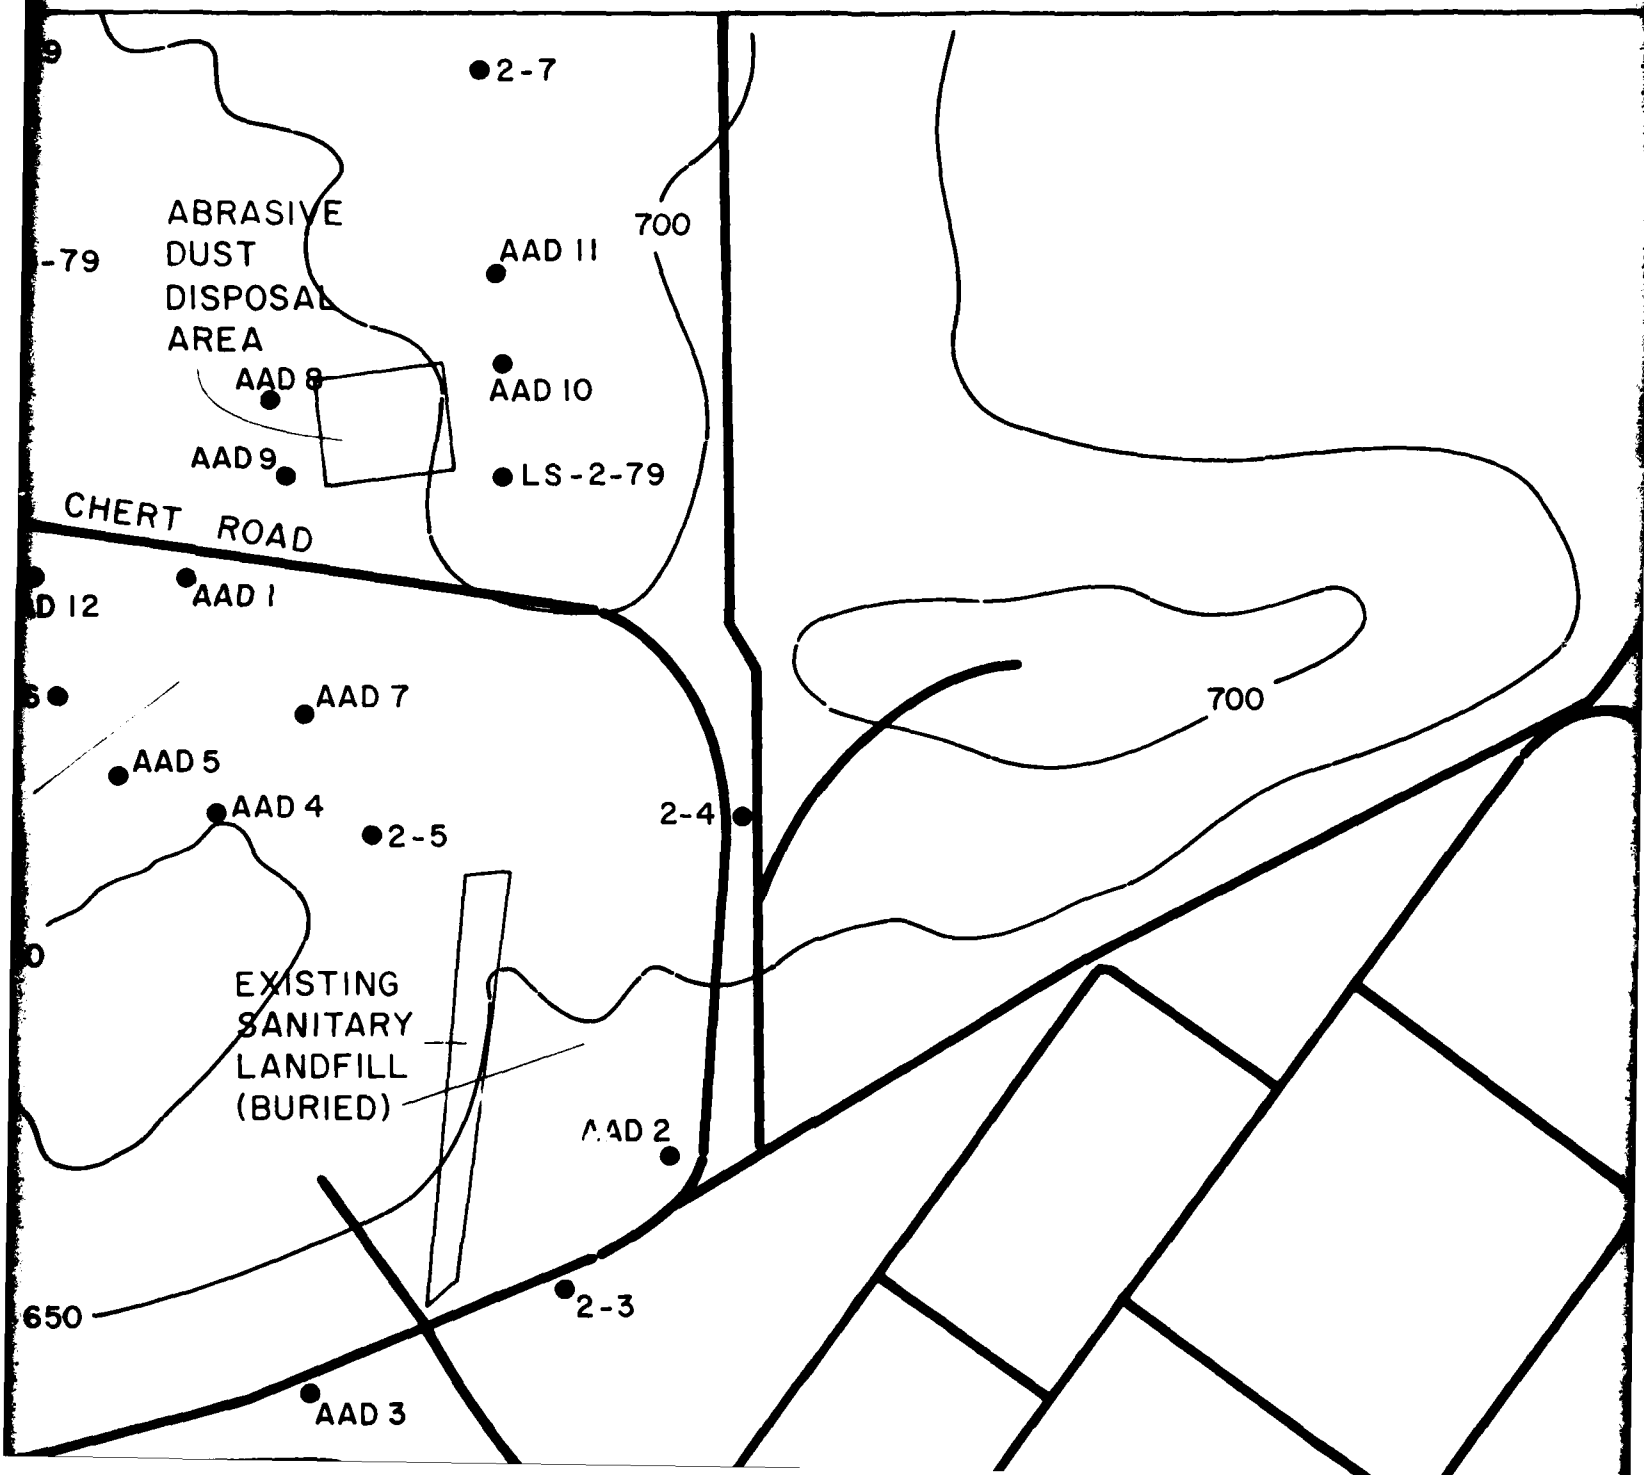 9
2-7
ABRASIVE
DUST
DISPOSAL
AREA
700
-79
AAD 11
AAD 8
AAD 10
AAD 9
LS-2-79
CHERT ROAD
D 12
AAD 1
AAD 7
700
AAD 5
AAD 4
2-5
2-4
0
EXISTING
SANITARY
LANDFILL
(BURIED)
AAD 2
650
2-3
AAD 3